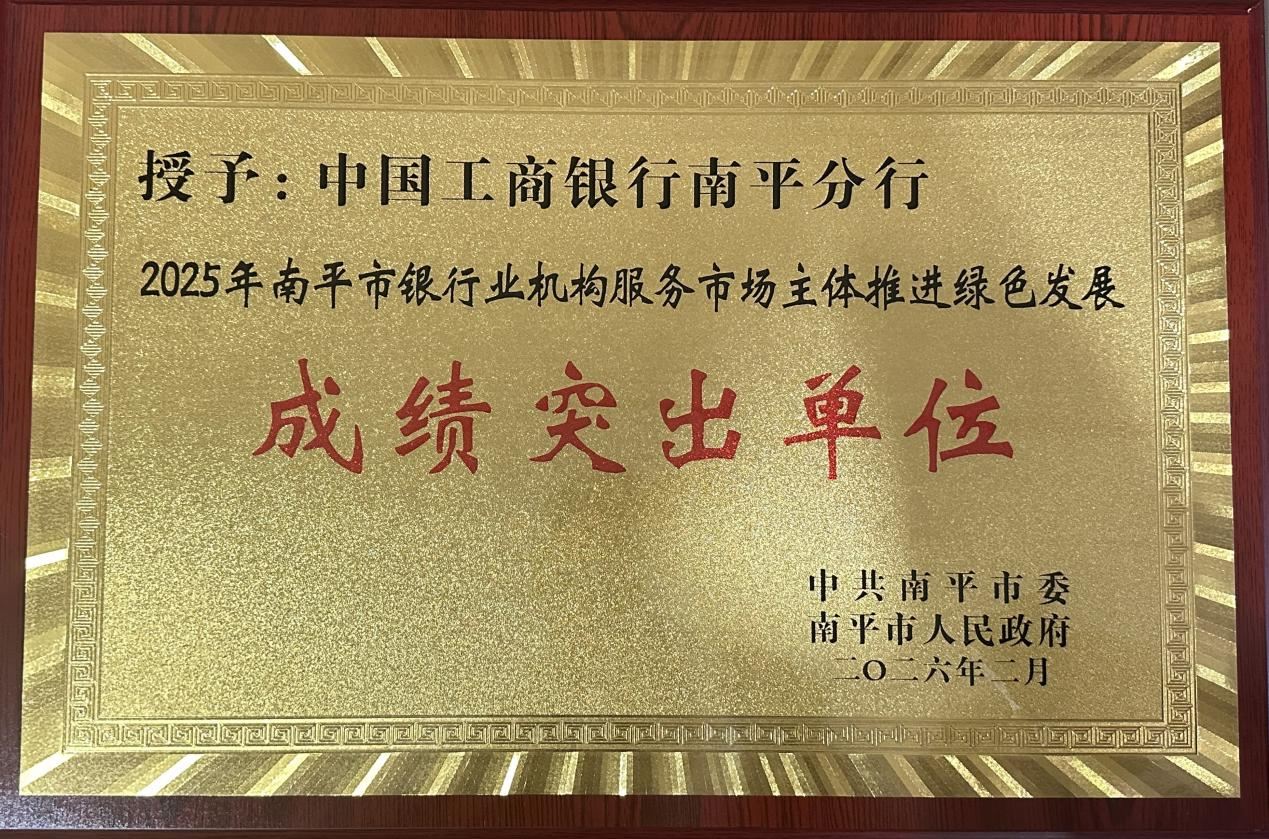 授予：中国工商银行南平分行
2025年南平市银行业机构服务市场主体推进绿色发展
成绩突出单位
中共南平市委
南平市人民政府
二〇二六年二月